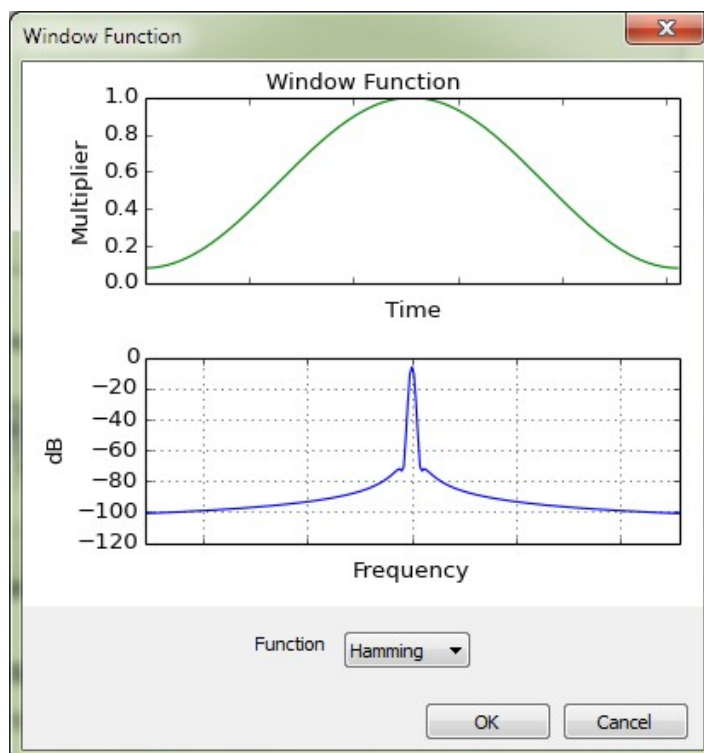 Window Function
X
Window Function
1.0
0.8
0.6
0.4
0.2
0.0
Multiplier
Time
0
−20
−40
−60
−80
−100
−120
dB
Frequency
Function Hamming
OK Cancel